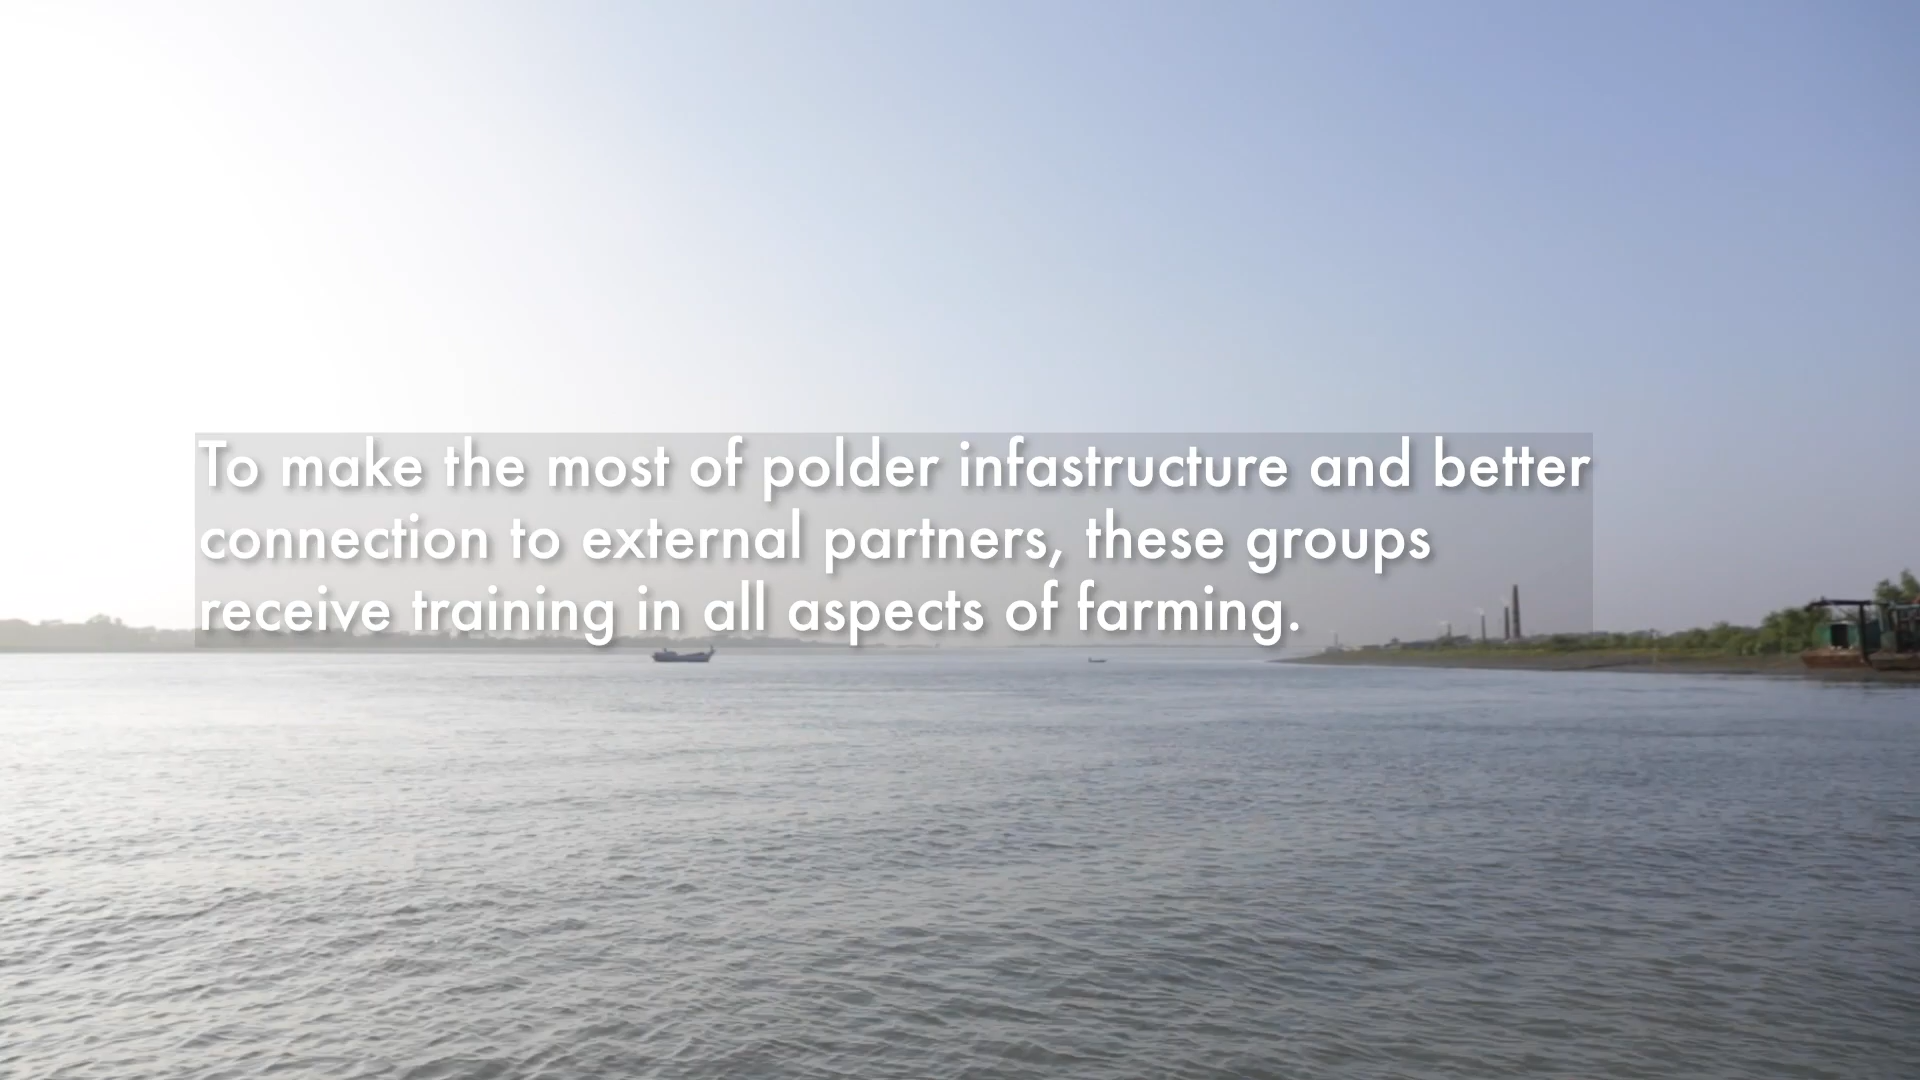 To make the most of polder infastructure and better
connection to external partners, these groups
receive training in all aspects of farming.